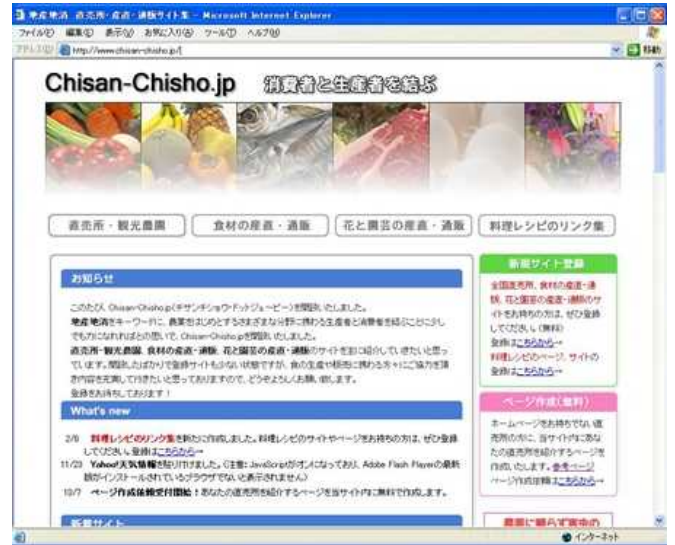 地産地消 直売所・産直・通販サイト集 - Microsoft Internet Explorer
ファイル(F) 編集(E) 表示(V) お気に入り(A) ツール(T) ヘルプ(H)
アドレス(D) http://www.chisan-chisho.jp/ 移動
Chisan-Chisho.jp 消費者と生産者を結ぶ
直売所・観光農園 食材の産直・通販 花と園芸の産直・通販 料理レシピのリンク集
お知らせ
このたび、Chisan-Chisho.jp(チサンチショウ・ドットジェーピー)を開設いたしました。
地産地消をキーワードに、農業をはじめとするさまざまな分野に携わる生産者と消費者を結ぶことに少し
でも力になれればとの思いで、Chisan-Chisho.jpを開設いたしました。
直売所・観光農園、食材の産直・通販、花と園芸の産直・通販のサイトを主に紹介していきたいと思っ
ています。開設したばかりで登録サイトも少ない状態ですが、食の生産や販売に携わる方々にご協力を頂
き内容を充実して行きたいと思っておりますので、どうぞよろしくお願い致します。
登録をお待ちしております!
What's new
2/8 料理レシピのリンク集を新たに作成しました。料理レシピのサイトやページをお持ちの方は、ぜひ登録
してください。登録はこちらから→
11/23 Yahoo!天気情報を貼り付けました。(注意:JavaScriptがオンになっており、Adobe Flash Playerの最新
版がインストールされているブラウザでないと表示されません)
10/7 ページ作成依頼受付開始!あなたの直売所を紹介するページを当サイト内に無料で作成します。
新着サイト
新規サイト登録
全国直売所、食材の産直・通
販、花と園芸の産直・通販のサ
イトをお持ちの方は、ぜひ登録
してください。(無料)
登録はこちらから→
料理レシピのページ、サイトの
登録はこちらから→
ページ作成(無料)
ホームページをお持ちでない直
売所の方に、当サイト内にあな
たの直売所を紹介するページを
作成いたします。参考ページ
ページ作成依頼はこちらから→
農薬に頼らず害虫の
インターネット